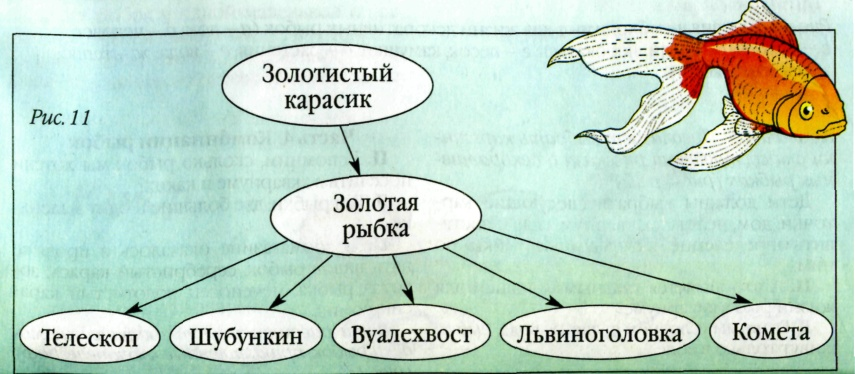 Рис. 11
Золотистый
карасик
Золотая
рыбка
Телескоп
Шубункин
Вуалехвост
Львиноголовка
Комета